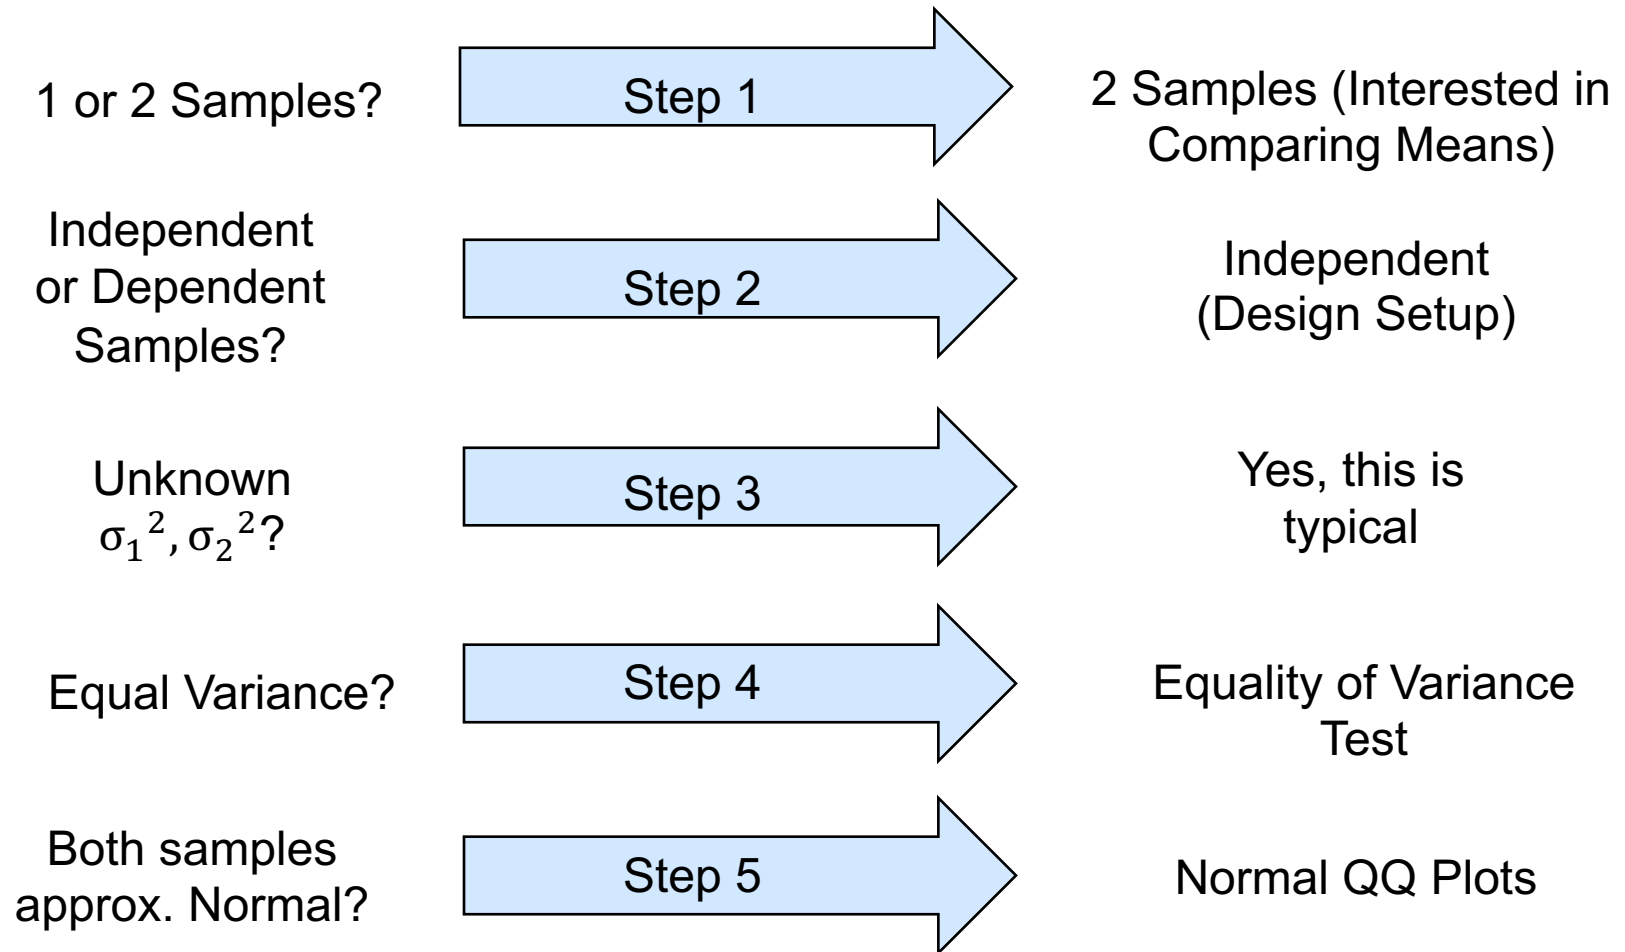 1 or 2 Samples?
Step 1
2 Samples (Interested in
Comparing Means)
Independent
or Dependent
Samples?
Step 2
Independent
(Design Setup)
Unknown
σ₁², σ₂²?
Step 3
Yes, this is
typical
Equal Variance?
Step 4
Equality of Variance
Test
Both samples
approx. Normal?
Step 5
Normal QQ Plots